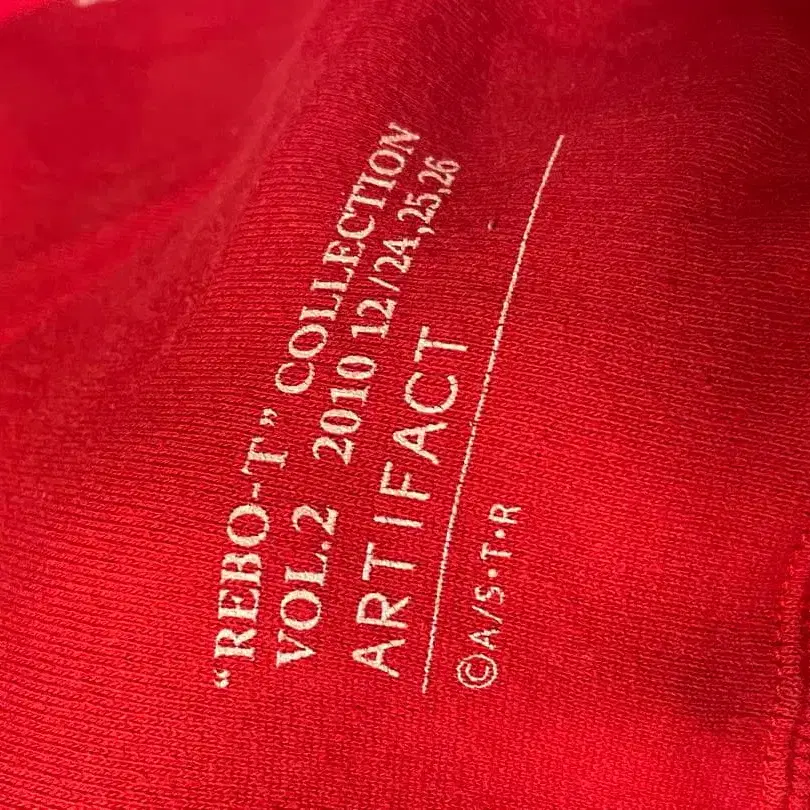 “REBO-T” COLLECTION
VOL.2 2010 12/24,25,26
ARTIFACT
©A/S・T・R